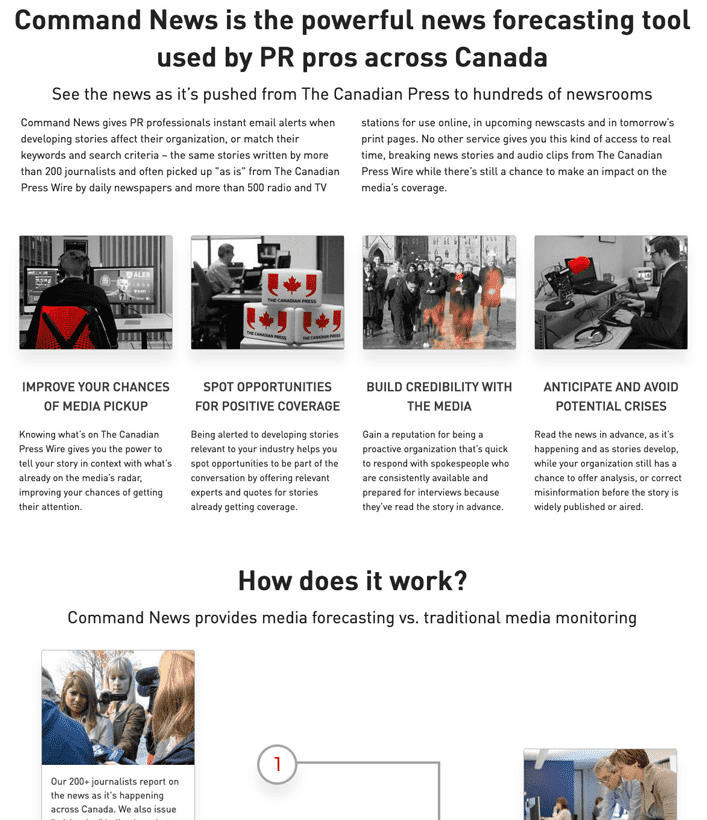 Command News is the powerful news forecasting tool
used by PR pros across Canada
See the news as it's pushed from The Canadian Press to hundreds of newsrooms
Command News gives PR professionals instant email alerts when
developing stories affect their organization, or match their
keywords and search criteria – the same stories written by more
than 200 journalists and often picked up "as is" from The Canadian
Press Wire by daily newspapers and more than 500 radio and TV
stations for use online, in upcoming newscasts and in tomorrow's
print pages. No other service gives you this kind of access to real
time, breaking news stories and audio clips from The Canadian
Press Wire while there's still a chance to make an impact on the
media's coverage.
THE CANADIAN PRESS
THE CANADIAN PRESS
THE CANADIAN PRESS
IMPROVE YOUR CHANCES
OF MEDIA PICKUP
Knowing what's on The Canadian
Press Wire gives you the power to
tell your story in context with what's
already on the media's radar,
improving your chances of getting
their attention.
SPOT OPPORTUNITIES
FOR POSITIVE COVERAGE
Being alerted to developing stories
relevant to your industry helps you
spot opportunities to be part of the
conversation by offering relevant
experts and quotes for stories
already getting coverage.
BUILD CREDIBILITY WITH
THE MEDIA
Gain a reputation for being a
proactive organization that's quick
to respond with spokespeople who
are consistently available and
prepared for interviews because
they've read the story in advance.
ANTICIPATE AND AVOID
POTENTIAL CRISES
Read the news in advance, as it's
happening and as stories develop,
while your organization still has a
chance to offer analysis, or correct
misinformation before the story is
widely published or aired.
How does it work?
Command News provides media forecasting vs. traditional media monitoring
1
Our 200+ journalists report on
the news as it's happening
across Canada. We also issue